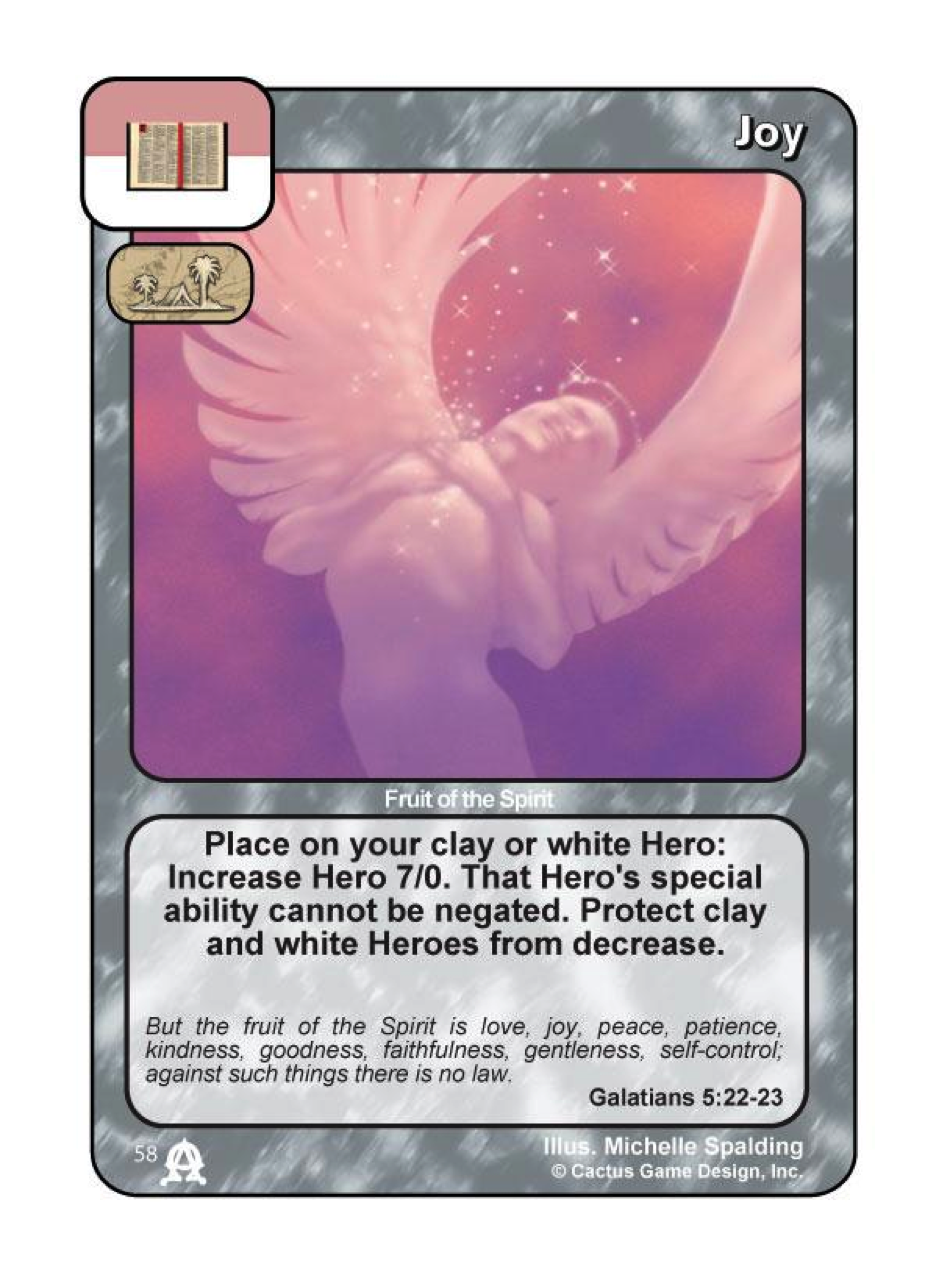 Joy
Fruit of the Spirit
Place on your clay or white Hero:
Increase Hero 7/0. That Hero's special
ability cannot be negated. Protect clay
and white Heroes from decrease.
But the fruit of the Spirit is love, joy, peace, patience,
kindness, goodness, faithfulness, gentleness, self-control;
against such things there is no law.
Galatians 5:22-23
58
Illus. Michelle Spalding
© Cactus Game Design, Inc.